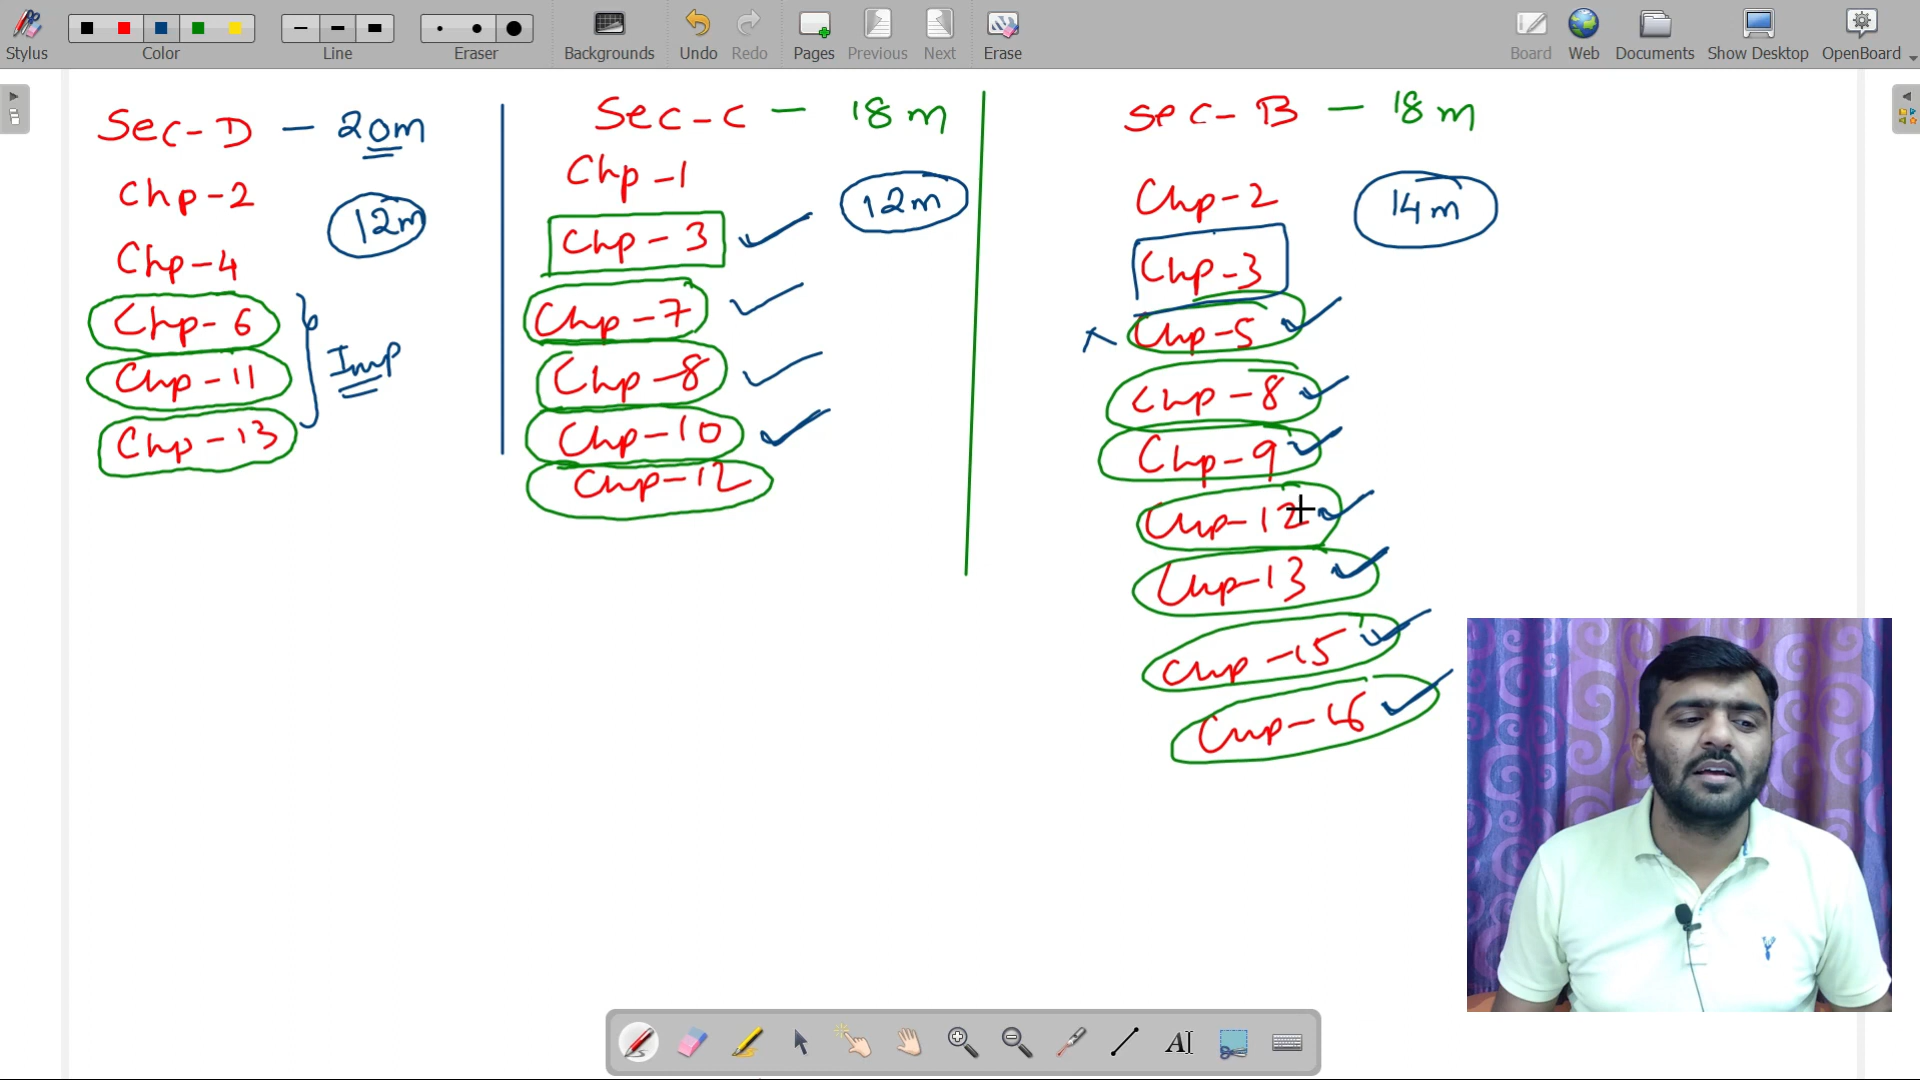 Stylus
Color
Line
Eraser
Backgrounds
Undo
Redo
Pages
Previous
Next
Erase
Board
Web
Documents
Show Desktop
OpenBoard
Sec-D - 20m
Chp-2
12m
Chp-4
Chp-6
Chp-11
Chp-13
Imp
Sec-C - 18m
Chp-1
12m
Chp-3
Chp-7
Chp-8
Chp-10
Chp-12
Sec-B - 18m
Chp-2
14m
Chp-3
Chp-5
Chp-8
Chp-9
Chp-12
Chp-13
Chp-15
Chp-16